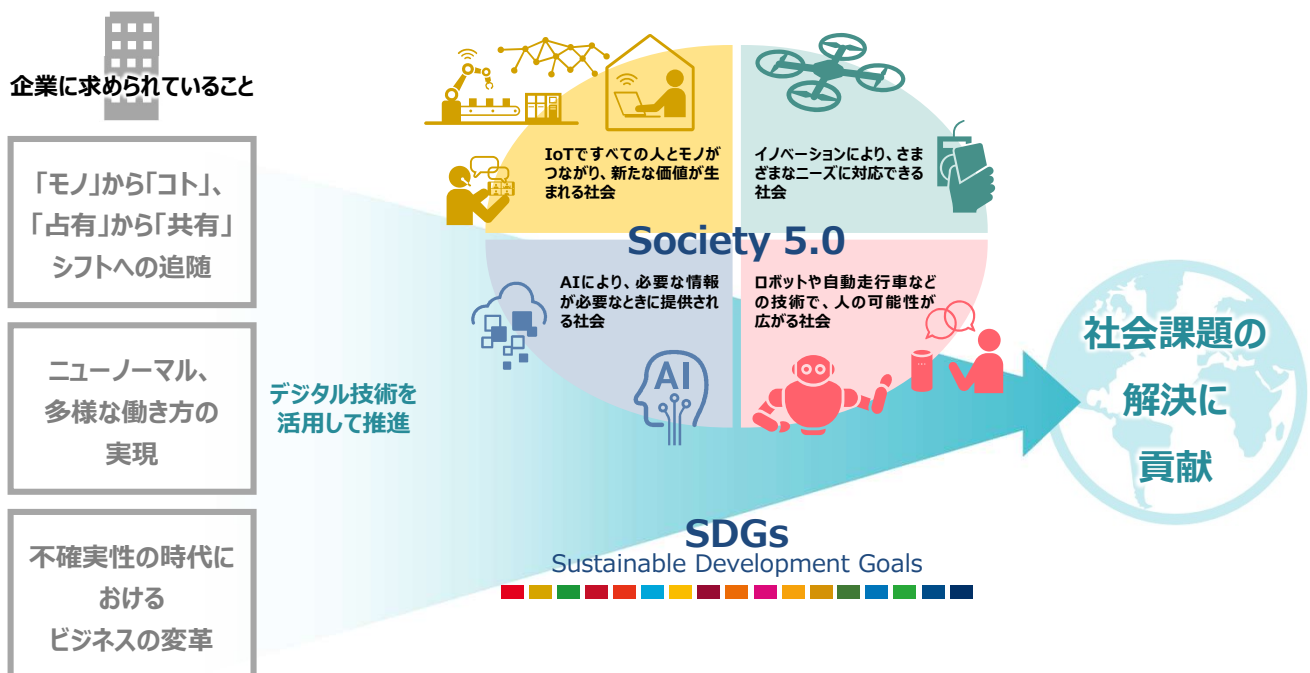 企業に求められていること
「モノ」から「コト」、
「占有」から「共有」
シフトへの追随
ニューノーマル、
多様な働き方の
実現
不確実性の時代に
おける
ビジネスの変革
デジタル技術を
活用して推進
IoTですべての人とモノが
つながり、新たな価値が生
まれる社会
イノベーションにより、さま
ざまなニーズに対応できる
社会
Society 5.0
AIにより、必要な情報
が必要なときに提供され
る社会
ロボットや自動走行車など
の技術で、人の可能性が
広がる社会
AI
SDGs
Sustainable Development Goals
社会課題の
解決に
貢献